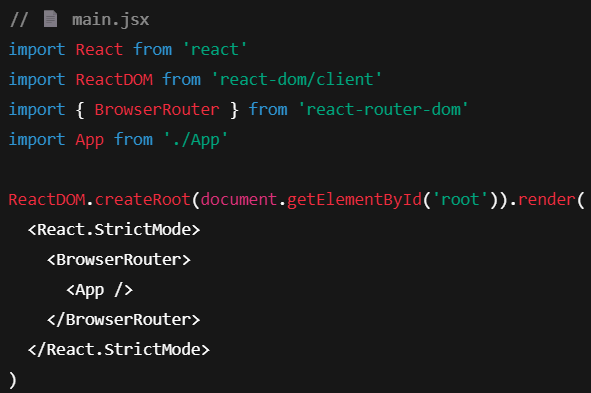 // 📄 main.jsx
import React from 'react'
import ReactDOM from 'react-dom/client'
import { BrowserRouter } from 'react-router-dom'
import App from './App'

ReactDOM.createRoot(document.getElementById('root')).render(
  <React.StrictMode>
    <BrowserRouter>
      <App />
    </BrowserRouter>
  </React.StrictMode>
)